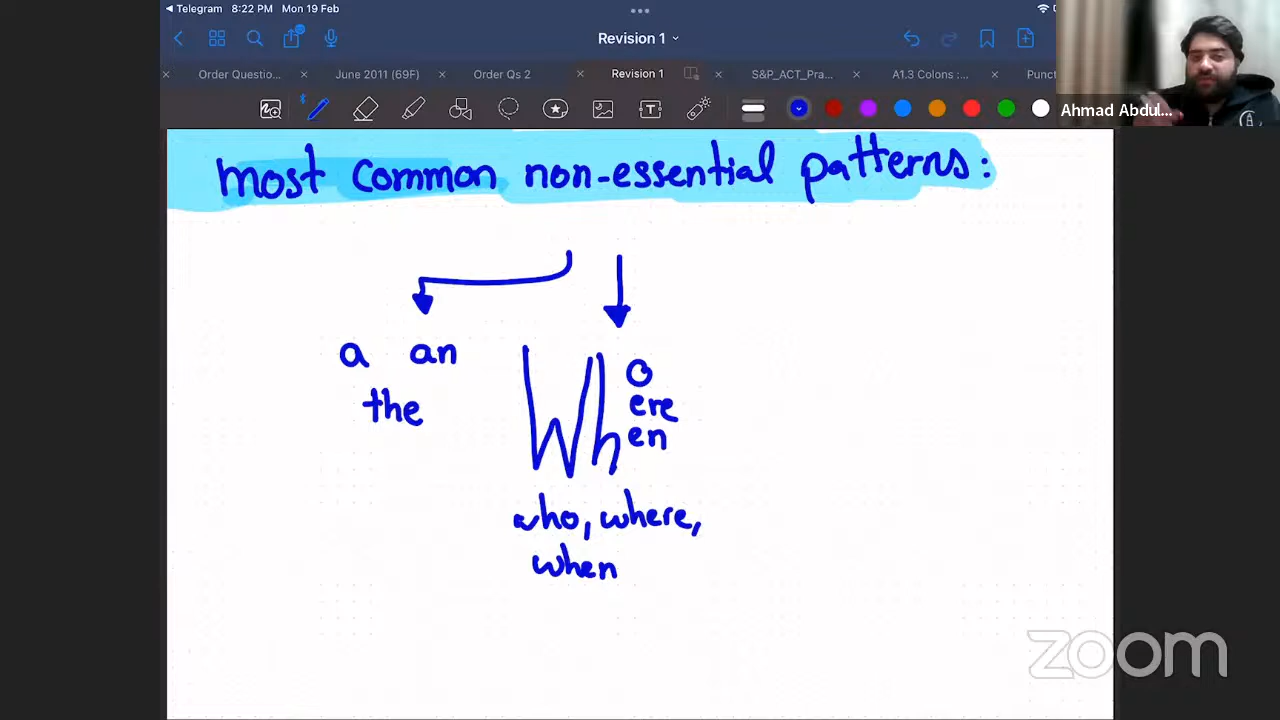 Telegram 8:22 PM Mon 19 Feb
Revision 1
Order Questio...
June 2011 (69F)
Order Qs 2
Revision 1
S&P_ACT_Pra...
A1.3 Colons :...
Punct
T
Ahmad Abdul...
most common non-essential patterns:
a an
the
Wh
o
ere
en
who, where,
when
zoom